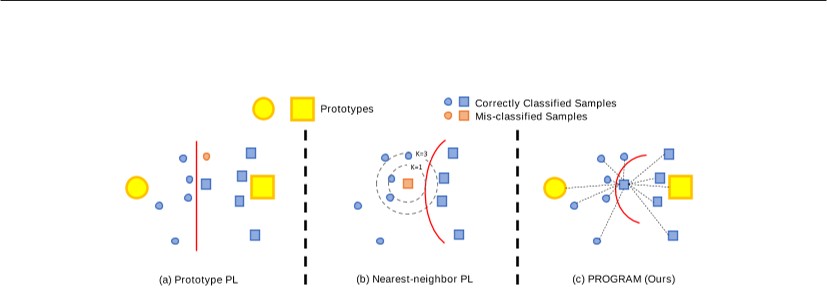 Prototypes
Correctly Classified Samples
Mis-classified Samples
K=3
K=1
(a) Prototype PL
(b) Nearest-neighbor PL
(c) PROGRAM (Ours)